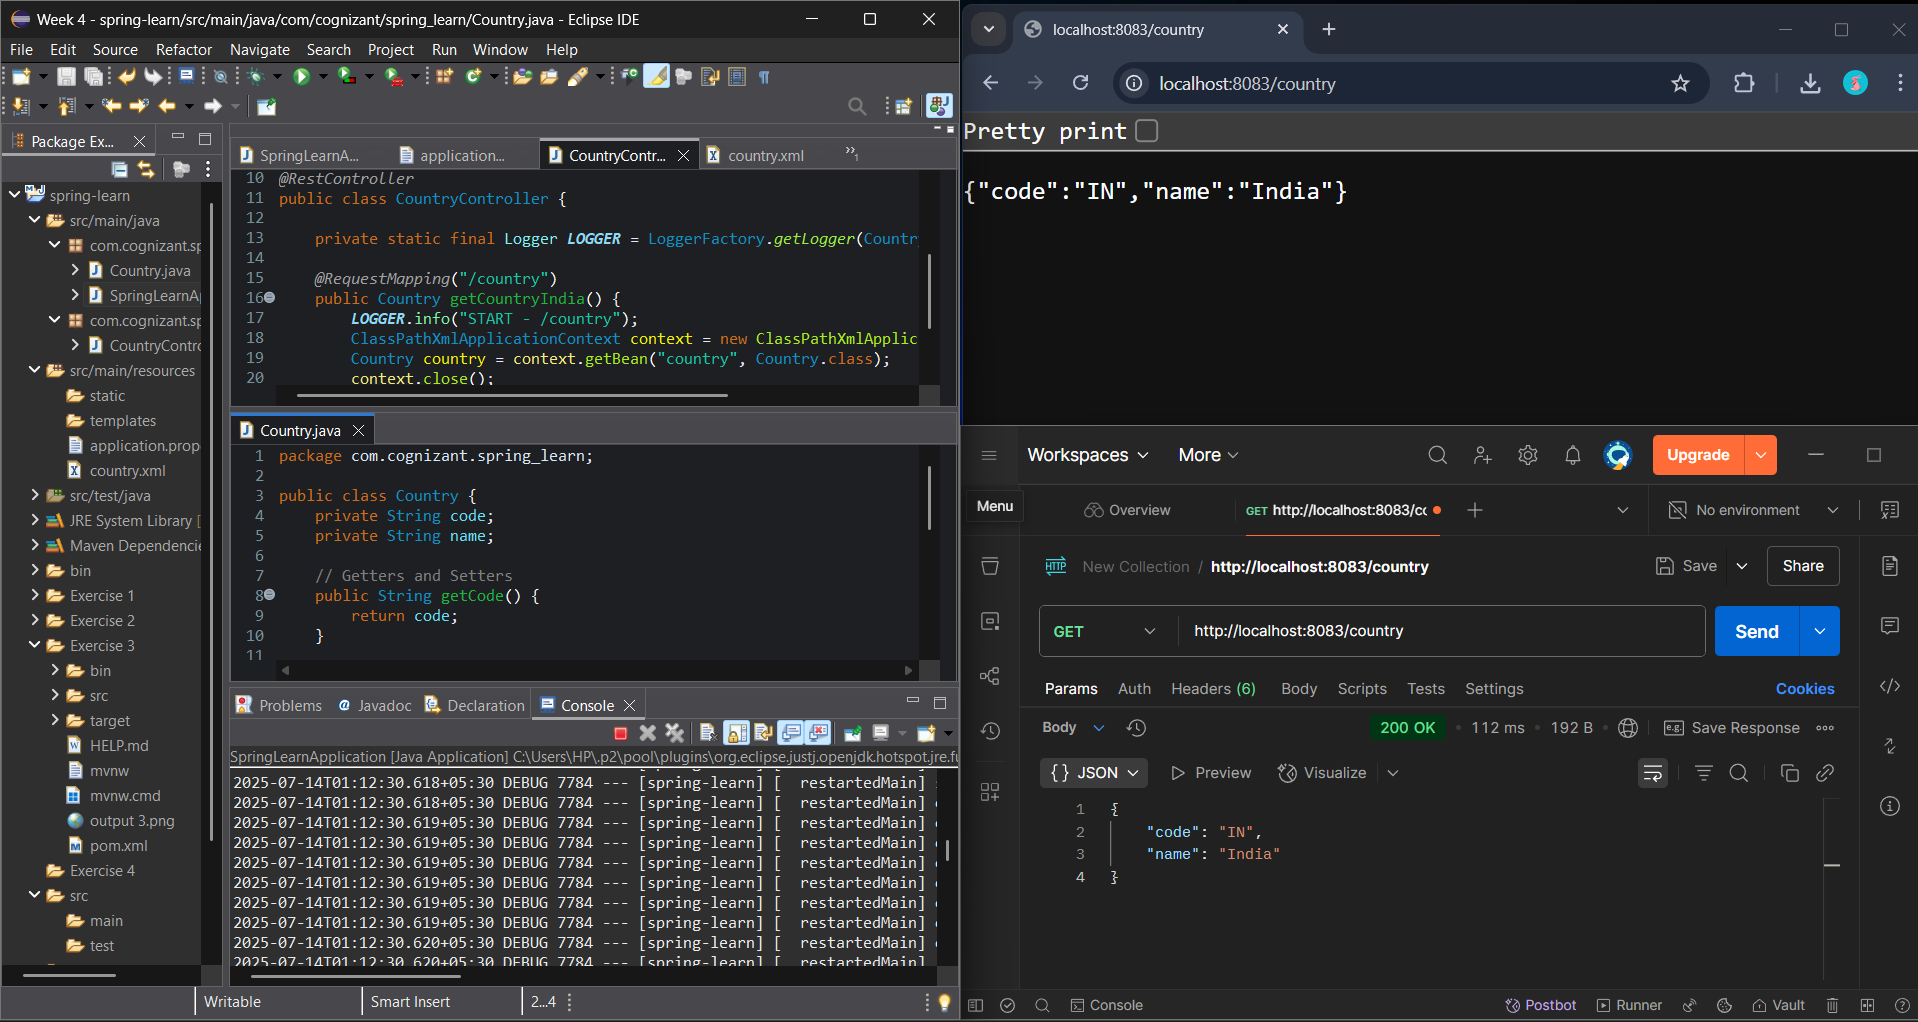 Week 4 - spring-learn/src/main/java/com/cognizant/spring_learn/Country.java - Eclipse IDE
File Edit Source Refactor Navigate Search Project Run Window Help
Package Ex...
spring-learn
src/main/java
com.cognizant.sp
Country.java
SpringLearnA
com.cognizant.sp
CountryContr
src/main/resources
static
templates
application.prop
country.xml
src/test/java
JRE System Library [
Maven Dependenci
bin
Exercise 1
Exercise 2
Exercise 3
bin
src
target
HELP.md
mvnw
mvnw.cmd
output 3.png
pom.xml
Exercise 4
src
main
test
SpringLearnA... application... CountryContr... country.xml »1
10 @RestController
11 public class CountryController {
12
13 private static final Logger LOGGER = LoggerFactory.getLogger(Countr
14
15 @RequestMapping("/country")
16 public Country getCountryIndia() {
17 LOGGER.info("START - /country");
18 ClassPathXmlApplicationContext context = new ClassPathXmlApplic
19 Country country = context.getBean("country", Country.class);
20 context.close();
Country.java
1 package com.cognizant.spring_learn;
2
3 public class Country {
4 private String code;
5 private String name;
6
7 // Getters and Setters
8 public String getCode() {
9 return code;
10 }
11
Problems Javadoc Declaration Console
SpringLearnApplication [Java Application] C:\Users\HP\.p2\pool\plugins\org.eclipse.justj.openjdk.hotspot.jre.fu
2025-07-14T01:12:30.618+05:30 DEBUG 7784 --- [spring-learn] [ restartedMain]
2025-07-14T01:12:30.618+05:30 DEBUG 7784 --- [spring-learn] [ restartedMain]
2025-07-14T01:12:30.619+05:30 DEBUG 7784 --- [spring-learn] [ restartedMain]
2025-07-14T01:12:30.619+05:30 DEBUG 7784 --- [spring-learn] [ restartedMain]
2025-07-14T01:12:30.619+05:30 DEBUG 7784 --- [spring-learn] [ restartedMain]
2025-07-14T01:12:30.619+05:30 DEBUG 7784 --- [spring-learn] [ restartedMain]
2025-07-14T01:12:30.619+05:30 DEBUG 7784 --- [spring-learn] [ restartedMain]
2025-07-14T01:12:30.619+05:30 DEBUG 7784 --- [spring-learn] [ restartedMain]
2025-07-14T01:12:30.620+05:30 DEBUG 7784 --- [spring-learn] [ restartedMain]
2025-07-14T01:12:30.620+05:30 DEBUG 7784 --- [spring-learn] [ restartedMain]
Writable Smart Insert 2...4
localhost:8083/country
localhost:8083/country
Pretty print
{"code":"IN","name":"India"}
Workspaces More Upgrade
Menu Overview GET http://localhost:8083/cc No environment
HTTP New Collection / http://localhost:8083/country Save Share
GET http://localhost:8083/country Send
Params Auth Headers (6) Body Scripts Tests Settings Cookies
Body 200 OK 112 ms 192 B e.g. Save Response
{} JSON Preview Visualize
1 {
2 "code": "IN",
3 "name": "India"
4 }
Console Postbot Runner Vault